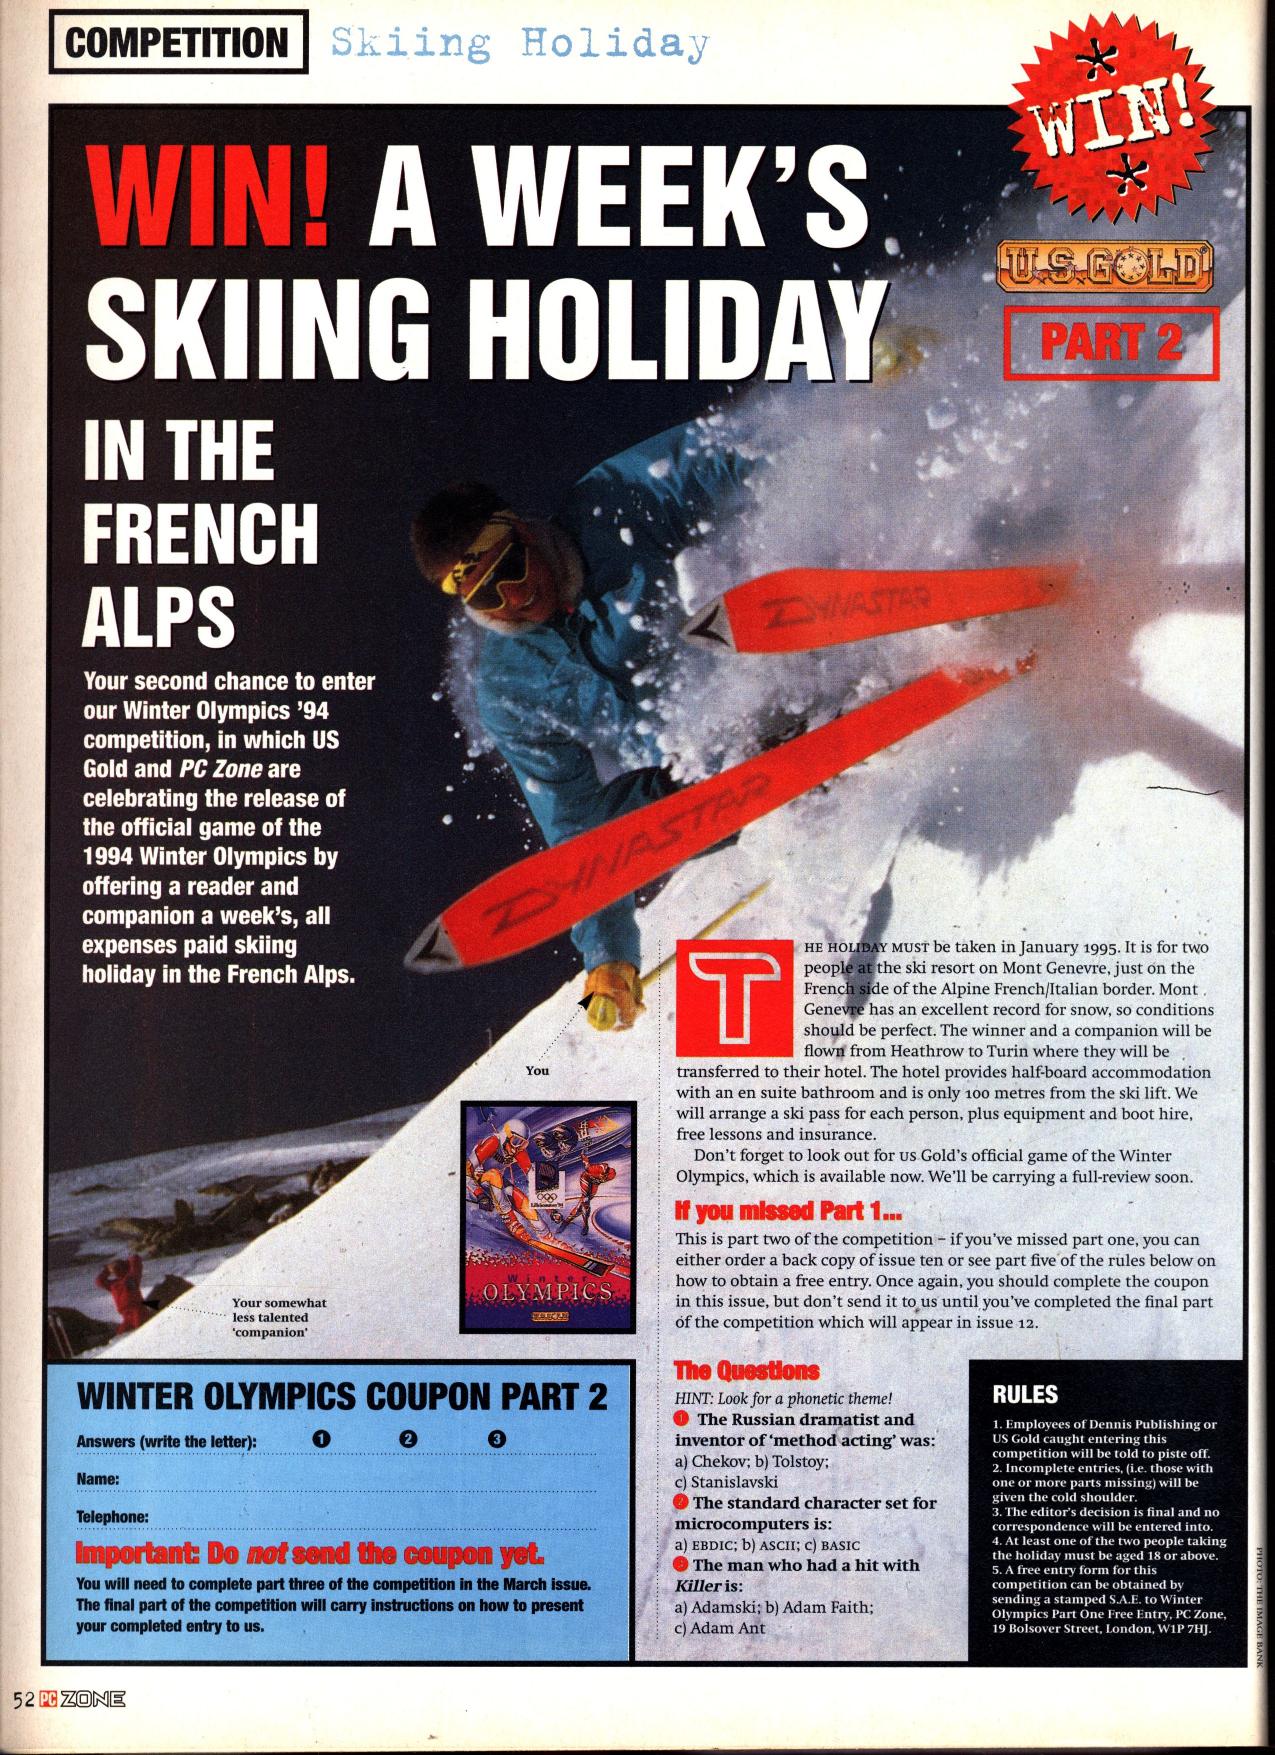 COMPETITION Skiing Holiday
WIN!
WIN! A WEEK'S
SKIING HOLIDAY
IN THE
FRENCH
ALPS
U.S. GOLD
PART 2
Your second chance to enter
our Winter Olympics '94
competition, in which US
Gold and PC Zone are
celebrating the release of
the official game of the
1994 Winter Olympics by
offering a reader and
companion a week's, all
expenses paid skiing
holiday in the French Alps.
DYNASTAR
DYNASTAR
You
Your somewhat
less talented
'companion'
Lillehammer'94
Winter
OLYMPICS
U.S. GOLD
THE HOLIDAY MUST be taken in January 1995. It is for two
people at the ski resort on Mont Genevre, just on the
French side of the Alpine French/Italian border. Mont
Genevre has an excellent record for snow, so conditions
should be perfect. The winner and a companion will be
flown from Heathrow to Turin where they will be
transferred to their hotel. The hotel provides half-board accommodation
with an en suite bathroom and is only 100 metres from the ski lift. We
will arrange a ski pass for each person, plus equipment and boot hire,
free lessons and insurance.
Don't forget to look out for US Gold's official game of the Winter
Olympics, which is available now. We'll be carrying a full-review soon.
If you missed Part 1...
This is part two of the competition – if you've missed part one, you can
either order a back copy of issue ten or see part five of the rules below on
how to obtain a free entry. Once again, you should complete the coupon
in this issue, but don't send it to us until you've completed the final part
of the competition which will appear in issue 12.
WINTER OLYMPICS COUPON PART 2
Answers (write the letter): 1 2 3
Name:
Telephone:
Important: Do not send the coupon yet.
You will need to complete part three of the competition in the March issue.
The final part of the competition will carry instructions on how to present
your completed entry to us.
The Questions
HINT: Look for a phonetic theme!
1 The Russian dramatist and
inventor of 'method acting' was:
a) Chekov; b) Tolstoy;
c) Stanislavski
2 The standard character set for
microcomputers is:
a) EBDIC; b) ASCII; c) BASIC
3 The man who had a hit with
Killer is:
a) Adamski; b) Adam Faith;
c) Adam Ant
RULES
1. Employees of Dennis Publishing or
US Gold caught entering this
competition will be told to piste off.
2. Incomplete entries, (i.e. those with
one or more parts missing) will be
given the cold shoulder.
3. The editor's decision is final and no
correspondence will be entered into.
4. At least one of the two people taking
the holiday must be aged 18 or above.
5. A free entry form for this
competition can be obtained by
sending a stamped S.A.E. to Winter
Olympics Part One Free Entry, PC Zone,
19 Bolsover Street, London, W1P 7HJ.
PHOTO: THE IMAGE BANK
52 PC ZONE